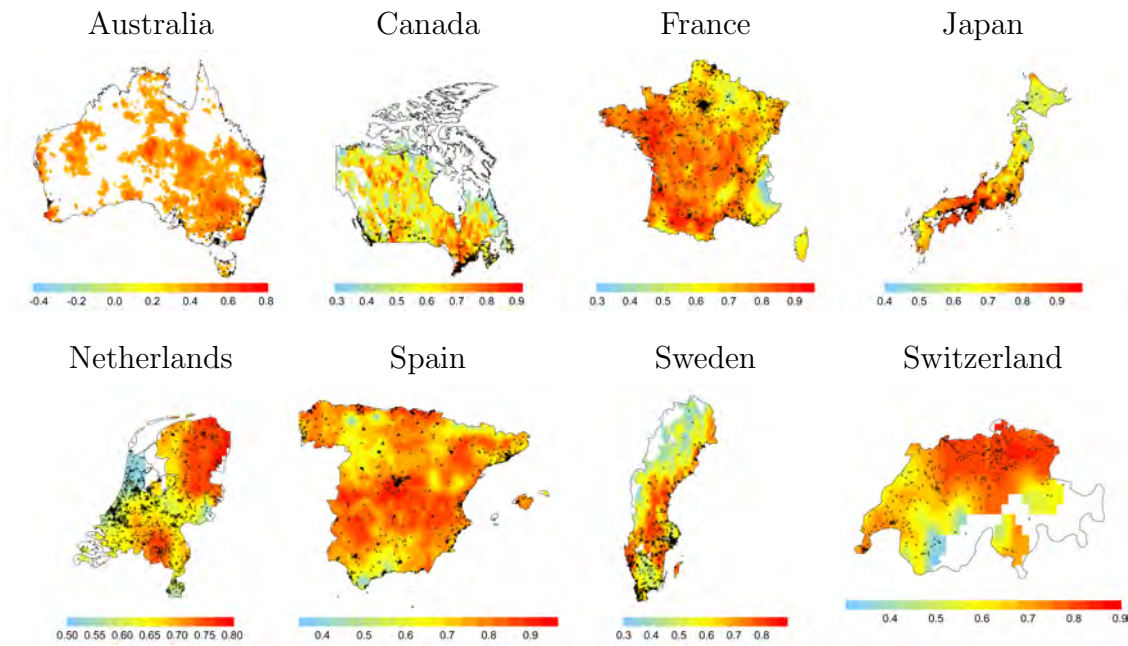 Australia Canada France Japan
-0.4 -0.2 0.0 0.2 0.4 0.6 0.8
0.3 0.4 0.5 0.6 0.7 0.8 0.9
0.3 0.4 0.5 0.6 0.7 0.8 0.9
0.4 0.5 0.6 0.7 0.8 0.9
Netherlands Spain Sweden Switzerland
0.50 0.55 0.60 0.65 0.70 0.75 0.80
0.4 0.5 0.6 0.7 0.8 0.9
0.3 0.4 0.5 0.6 0.7 0.8
0.4 0.5 0.6 0.7 0.8 0.9